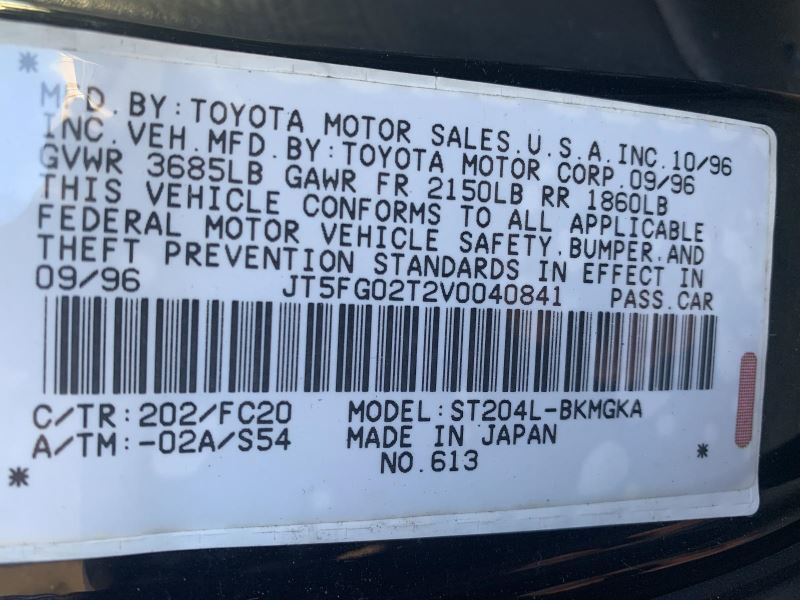 MFD. BY: TOYOTA MOTOR SALES U.S.A. INC. 10/96
INC. VEH. MFD. BY: TOYOTA MOTOR CORP. 09/96
GVWR 3685LB GAWR FR 2150LB RR 1860LB
THIS VEHICLE CONFORMS TO ALL APPLICABLE
FEDERAL MOTOR VEHICLE SAFETY, BUMPER, AND
THEFT PREVENTION STANDARDS IN EFFECT IN
09/96 JT5FG02T2V0040841 PASS. CAR
C/TR: 202/FC20 MODEL: ST204L-BKMGKA
A/TM: -02A/S54 MADE IN JAPAN
NO. 613